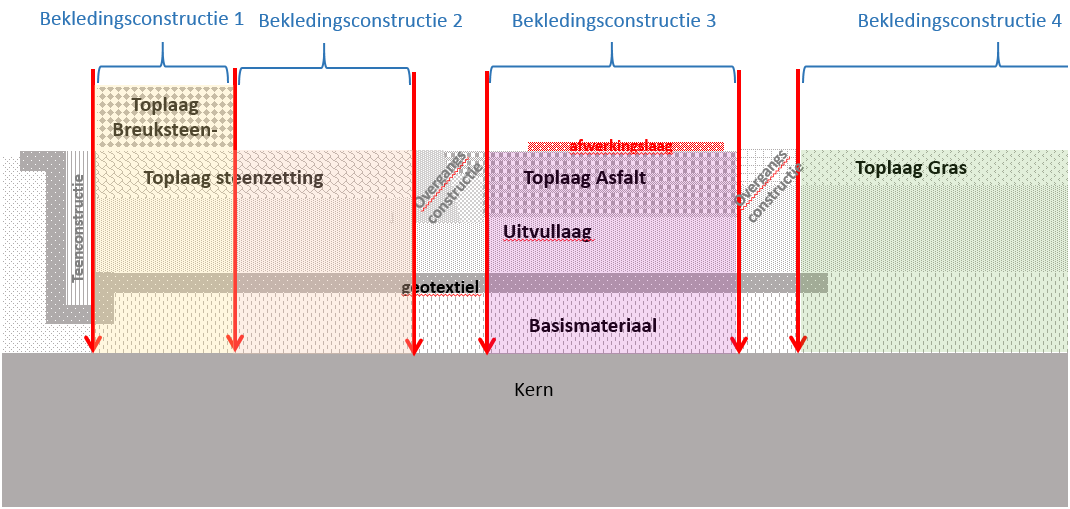 Bekledingsconstructie 1
Bekledingsconstructie 2
Bekledingsconstructie 3
Bekledingsconstructie 4
Toplaag
Breuksteen-
afwerkingslaag
Toplaag steenzetting
Toplaag Asfalt
Toplaag Gras
Teenconstructie
Overgangs
constructie
Overgangs
constructie
Uitvullaag
geotextiel
Basismateriaal
Kern